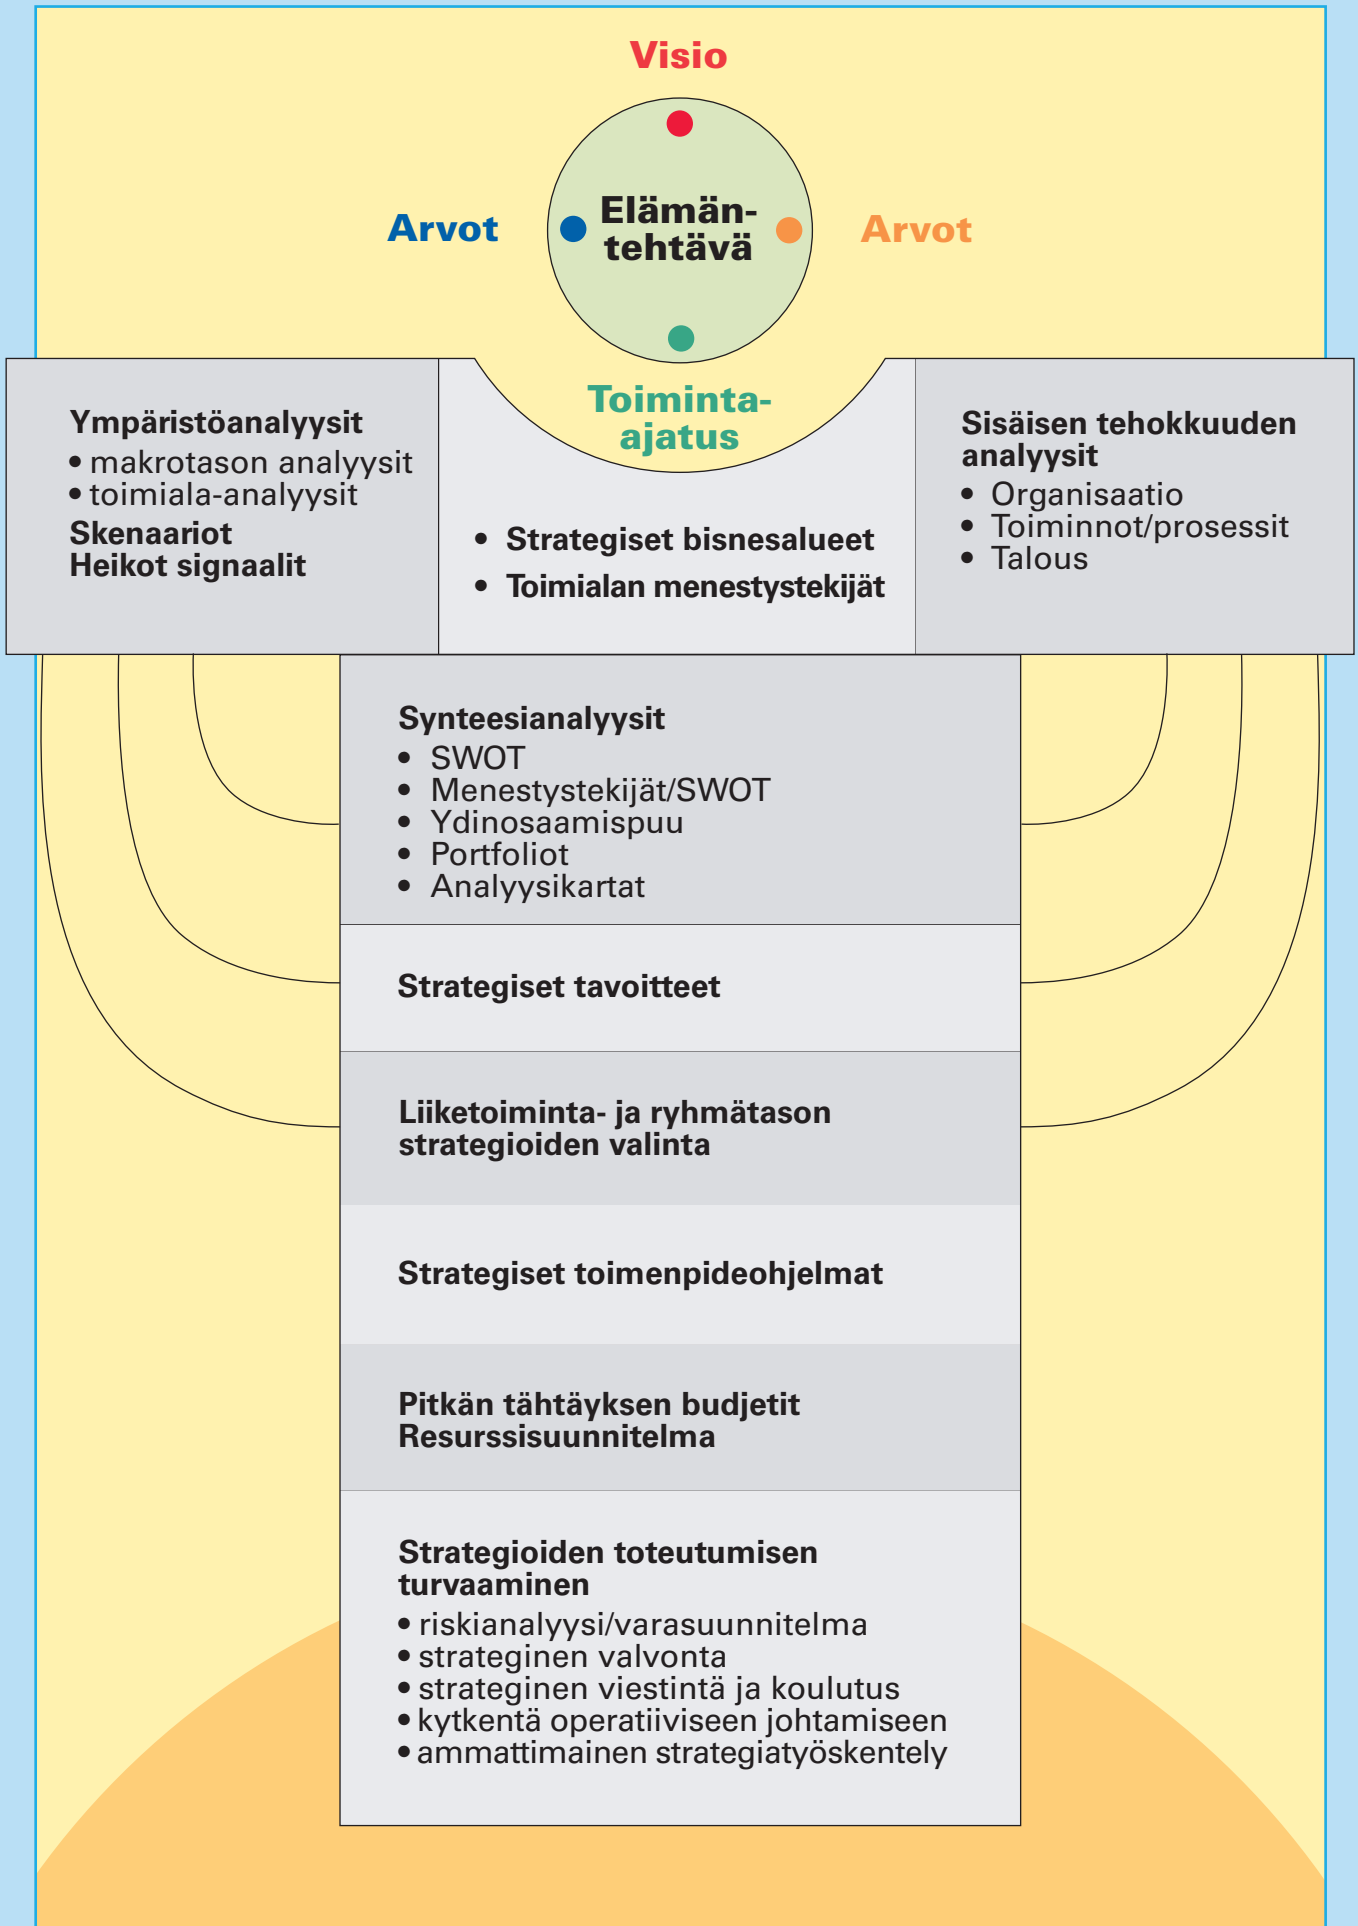 Visio
Arvot
Elämän-
tehtävä
Arvot
Toiminta-
ajatus
Ympäristöanalyysit
• makrotason analyysit
• toimiala-analyysit
Skenaariot
Heikot signaalit
• Strategiset bisnesalueet
• Toimialan menestystekijät
Sisäisen tehokkuuden
analyysit
• Organisaatio
• Toiminnot/prosessit
• Talous
Synteesianalyysit
• SWOT
• Menestystekijät/SWOT
• Ydinosaamispuu
• Portfoliot
• Analyysikartat
Strategiset tavoitteet
Liiketoiminta- ja ryhmätason
strategioiden valinta
Strategiset toimenpideohjelmat
Pitkän tähtäyksen budjetit
Resurssisuunnitelma
Strategioiden toteutumisen
turvaaminen
• riskianalyysi/varasuunnitelma
• strateginen valvonta
• strateginen viestintä ja koulutus
• kytkentä operatiiviseen johtamiseen
• ammattimainen strategiatyöskentely